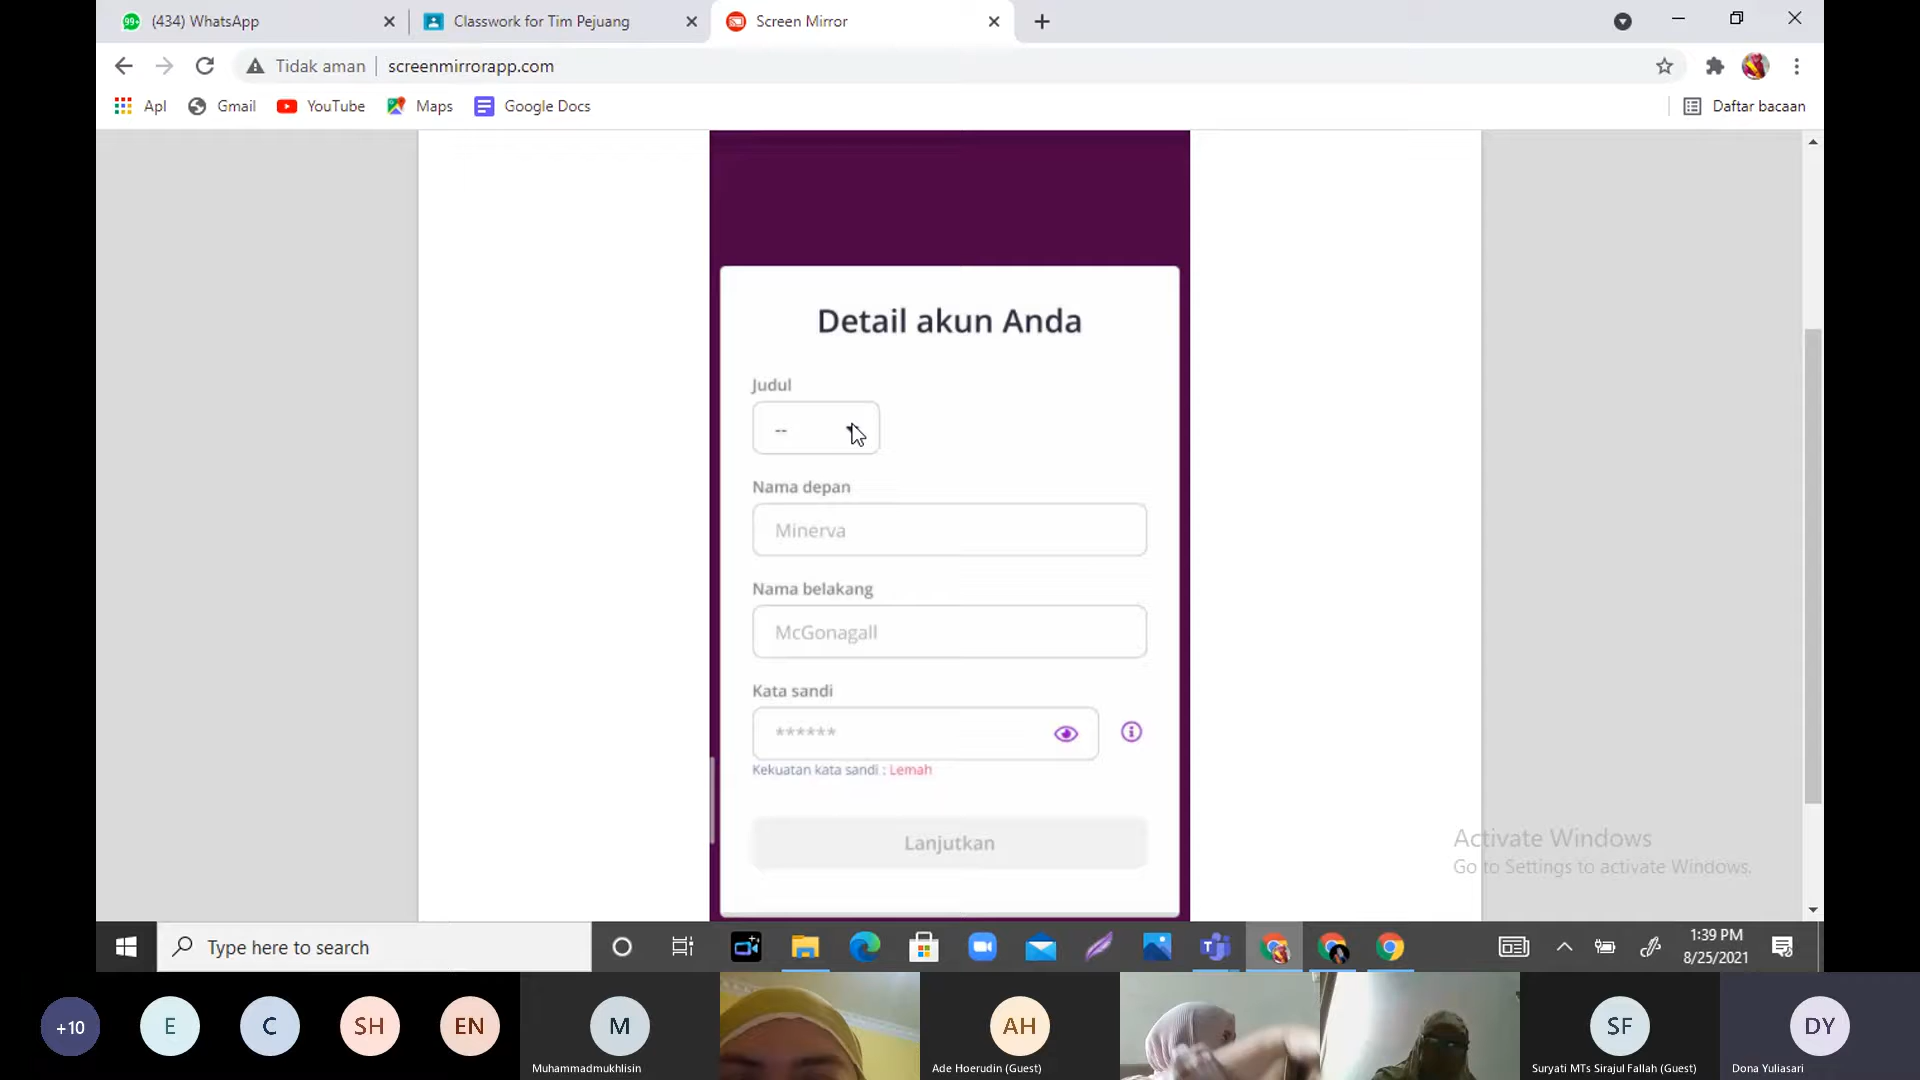 (434) WhatsApp
Classwork for Tim Pejuang
Screen Mirror
Tidak aman
screenmirrorapp.com
Apl
Gmail
YouTube
Maps
Google Docs
Daftar bacaan
Detail akun Anda
Judul
--
Nama depan
Minerva
Nama belakang
McGonagall
Kata sandi
******
Kekuatan kata sandi : Lemah
Lanjutkan
Activate Windows
Go to Settings to activate Windows.
Type here to search
1:39 PM
8/25/2021
+10
E
C
SH
EN
M
AH
SF
DY
Muhammadmukhlisin
Ade Hoerudin (Guest)
Suryati MTs Sirajul Fallah (Guest)
Dona Yuliasari
99+